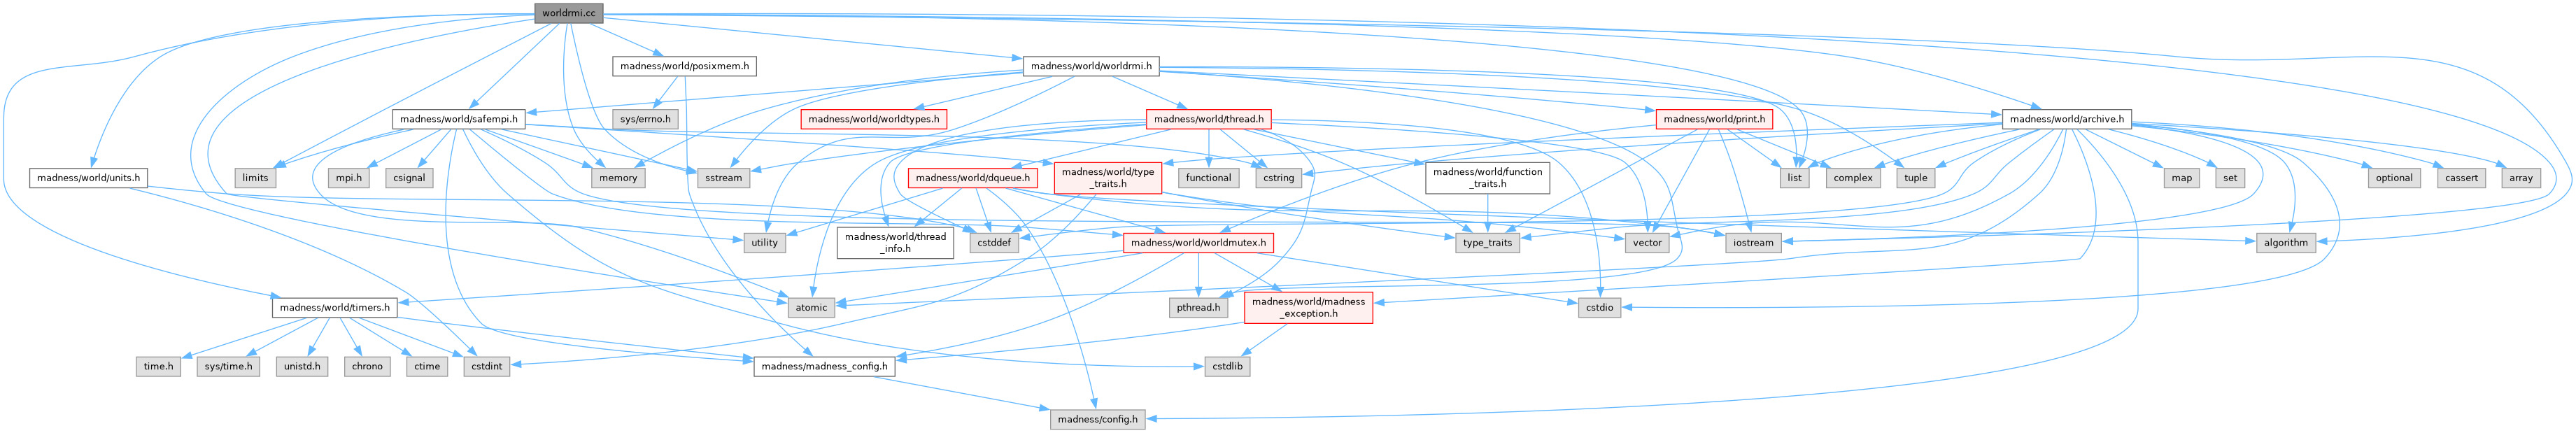 worldrmi.cc
madness/world/posixmem.h
madness/world/worldrmi.h
sys/errno.h
madness/world/safempi.h
madness/world/worldtypes.h
madness/world/thread.h
madness/world/print.h
madness/world/archive.h
madness/world/units.h
limits
mpi.h
csignal
memory
sstream
madness/world/dqueue.h
madness/world/type
_traits.h
functional
cstring
madness/world/function
_traits.h
list
complex
tuple
map
set
optional
cassert
array
utility
madness/world/thread
_info.h
cstddef
madness/world/worldmutex.h
type_traits
vector
iostream
algorithm
madness/world/timers.h
atomic
pthread.h
madness/world/madness
_exception.h
cstdio
time.h
sys/time.h
unistd.h
chrono
ctime
cstdint
madness/madness_config.h
cstdlib
madness/config.h